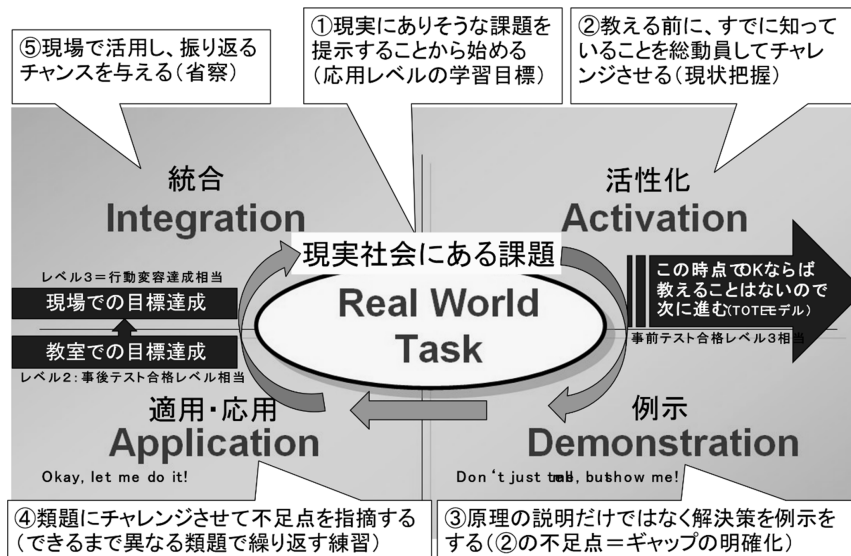 ⑤現場で活用し、振り返る
チャンスを与える（省察）
①現実にありそうな課題を
提示することから始める
（応用レベルの学習目標）
②教える前に、すでに知って
いることを総動員してチャレ
ンジさせる（現状把握）
統合
Integration
活性化
Activation
現実社会にある課題
Real World
Task
レベル3＝行動変容達成相当
現場での目標達成
教室での目標達成
レベル2：事後テスト合格レベル相当
この時点でOKならば
教えることはないので
次に進む(TOTEモデル)
事前テスト合格レベル3相当
適用・応用
Application
Okay, let me do it!
例示
Demonstration
Don't just , but show me!
④類題にチャレンジさせて不足点を指摘する
（できるまで異なる類題で繰り返す練習）
③原理の説明だけではなく解決策を例示を
する（②の不足点＝ギャップの明確化）